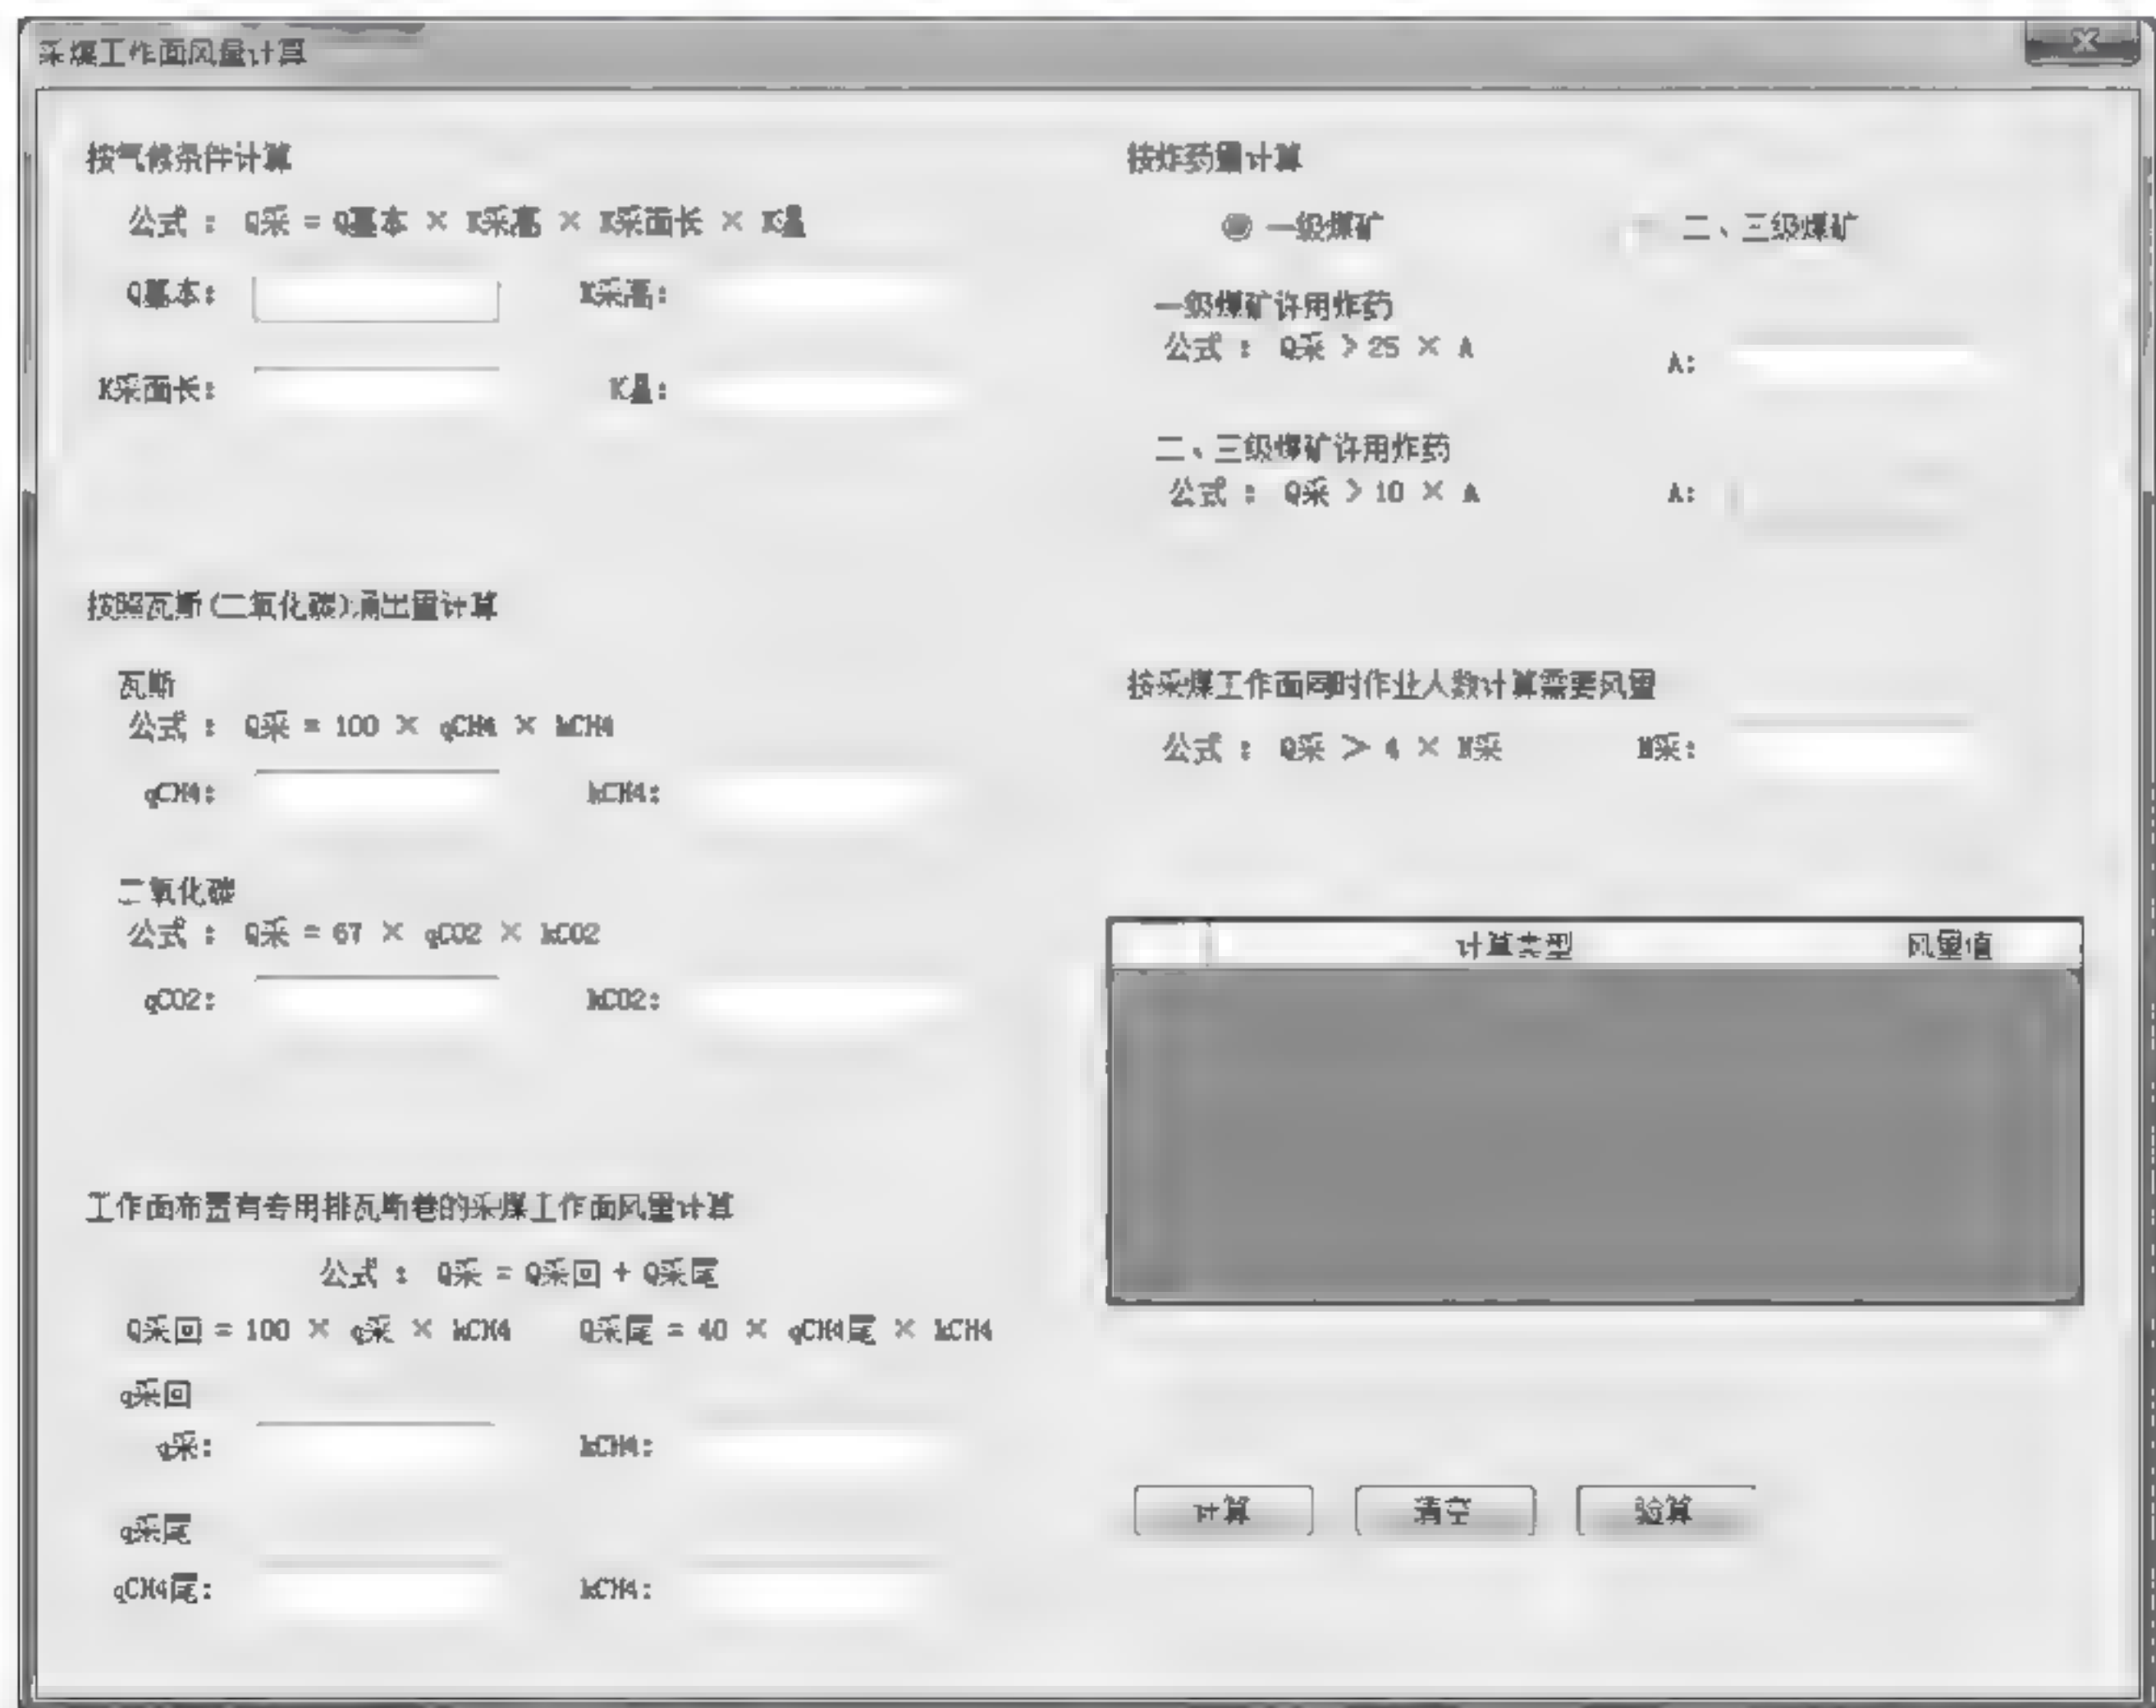 采煤工作面风量计算
按气候条件计算
公式 : Q采 = Q基本 × K采高 × K采面长 × K温
Q基本:
K采高:
K采面长:
K温:
按照瓦斯(二氧化碳)涌出量计算
瓦斯
公式 : Q采 = 100 × qCH4 × kCH4
qCH4:
kCH4:
二氧化碳
公式 : Q采 = 67 × qCO2 × kCO2
qCO2:
kCO2:
工作面布置有专用排瓦斯巷的采煤工作面风量计算
公式 : Q采 = Q采回 + Q采尾
Q采回 = 100 × q采 × kCH4
Q采尾 = 40 × qCH4尾 × kCH4
q采回
q采:
kCH4:
q采尾
qCH4尾:
kCH4:
按炸药量计算
一级煤矿
二、三级煤矿
一级煤矿许用炸药
公式 : Q采 > 25 × A
A:
二、三级煤矿许用炸药
公式 : Q采 > 10 × A
A:
按采煤工作面同时作业人数计算需要风量
公式 : Q采 > 4 × N采
N采:
计算类型
风量值
计算
清空
验算